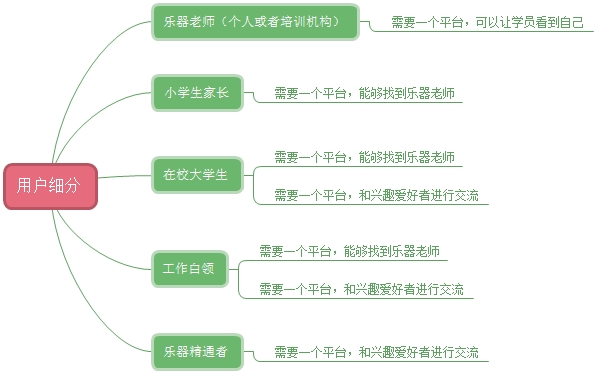 用户细分
乐器老师（个人或者培训机构）
需要一个平台，可以让学员看到自己
小学生家长
需要一个平台，能够找到乐器老师
在校大学生
需要一个平台，能够找到乐器老师
需要一个平台，和兴趣爱好者进行交流
工作白领
需要一个平台，能够找到乐器老师
需要一个平台，和兴趣爱好者进行交流
乐器精通者
需要一个平台，和兴趣爱好者进行交流